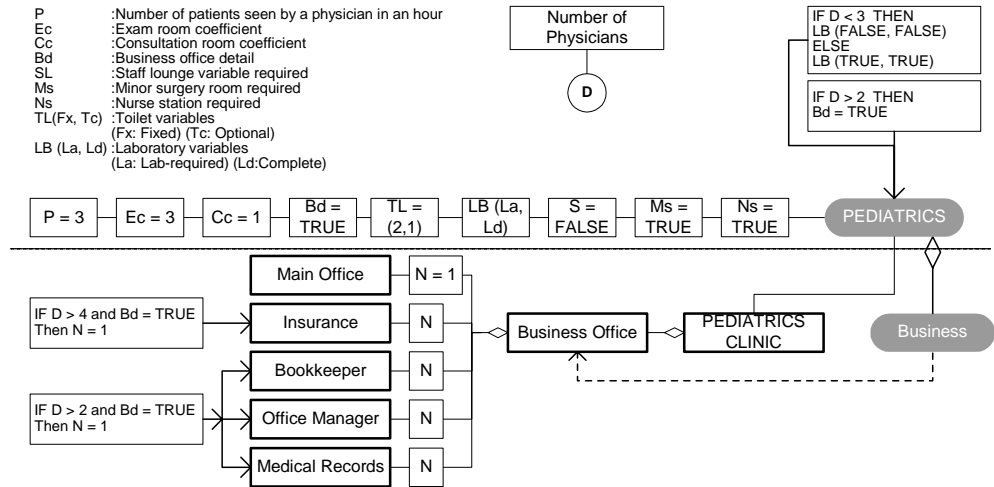 P :Number of patients seen by a physician in an hour
Ec :Exam room coefficient
Cc :Consultation room coefficient
Bd :Business office detail
SL :Staff lounge variable required
Ms :Minor surgery room required
Ns :Nurse station required
TL(Fx, Tc) :Toilet variables
(Fx: Fixed) (Tc: Optional)
LB (La, Ld) :Laboratory variables
(La: Lab-required) (Ld:Complete)
Number of
Physicians
D
IF D < 3 THEN
LB (FALSE, FALSE)
ELSE
LB (TRUE, TRUE)
IF D > 2 THEN
Bd = TRUE
P = 3
Ec = 3
Cc = 1
Bd =
TRUE
TL =
(2,1)
LB (La,
Ld)
S =
FALSE
Ms =
TRUE
Ns =
TRUE
PEDIATRICS
Main Office
N = 1
IF D > 4 and Bd = TRUE
Then N = 1
Insurance
N
Business Office
PEDIATRICS
CLINIC
Business
Bookkeeper
N
IF D > 2 and Bd = TRUE
Then N = 1
Office Manager
N
Medical Records
N